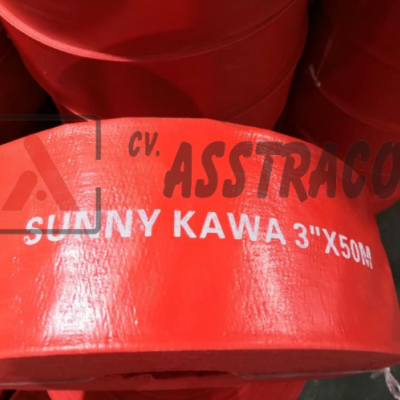 CV. ASSTRACO
SUNNY KAWA 3"X50M